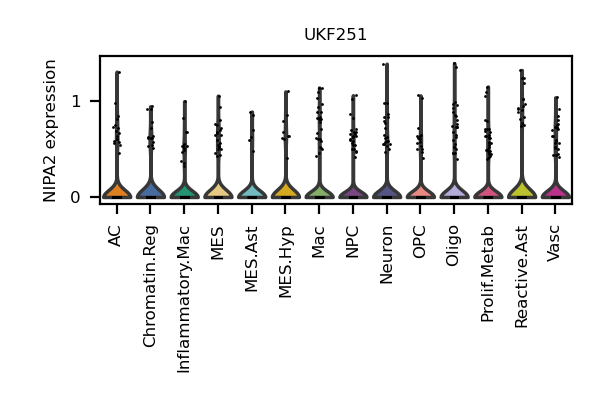 UKF251
NIPA2 expression
1
0
AC
Chromatin.Reg
Inflammatory.Mac
MES
MES.Ast
MES.Hyp
Mac
NPC
Neuron
OPC
Oligo
Prolif.Metab
Reactive.Ast
Vasc